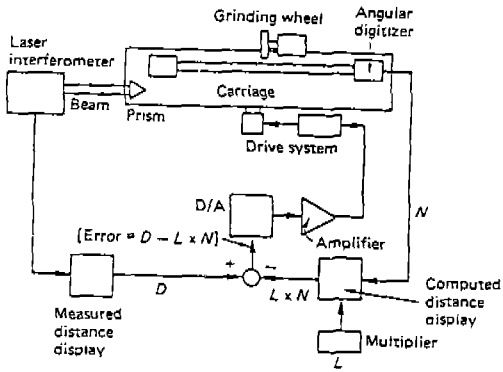 Grinding wheel
Angular
digitizer
Laser
interferometer
Beam
Prism
Carriage
Drive system
D/A
Amplifier
N
[Error = D − L × N]
+
−
D
L × N
Measured
distance
display
Computed
distance
display
Multiplier
L